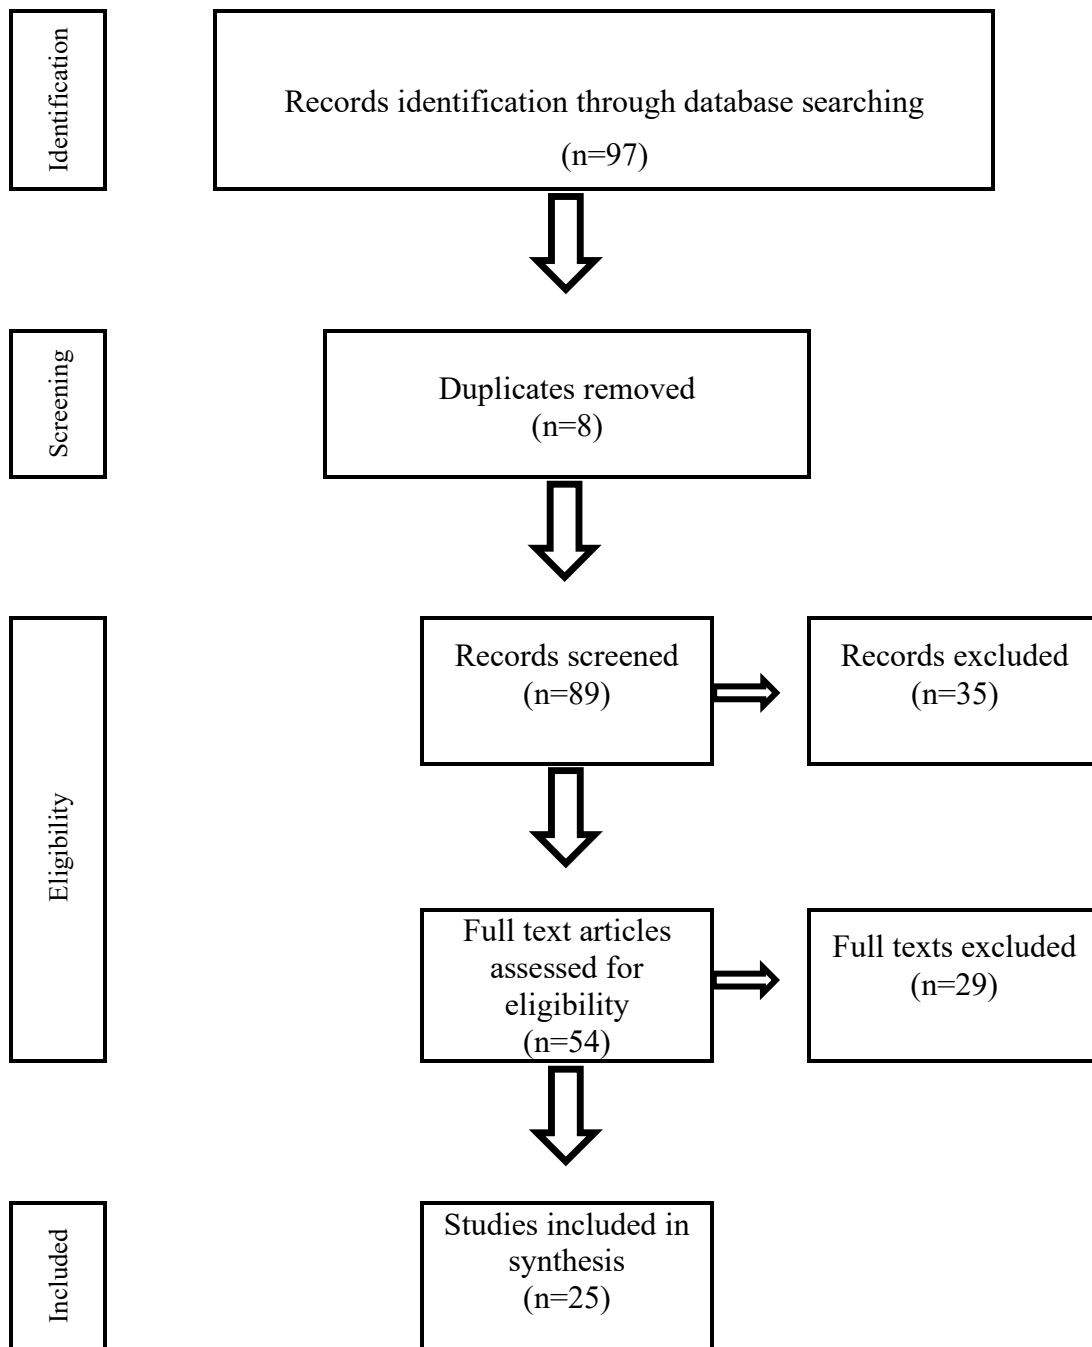 Identification
Records identification through database searching
(n=97)
Screening
Duplicates removed
(n=8)
Eligibility
Records screened
(n=89)
Records excluded
(n=35)
Full text articles
assessed for
eligibility
(n=54)
Full texts excluded
(n=29)
Included
Studies included in
synthesis
(n=25)